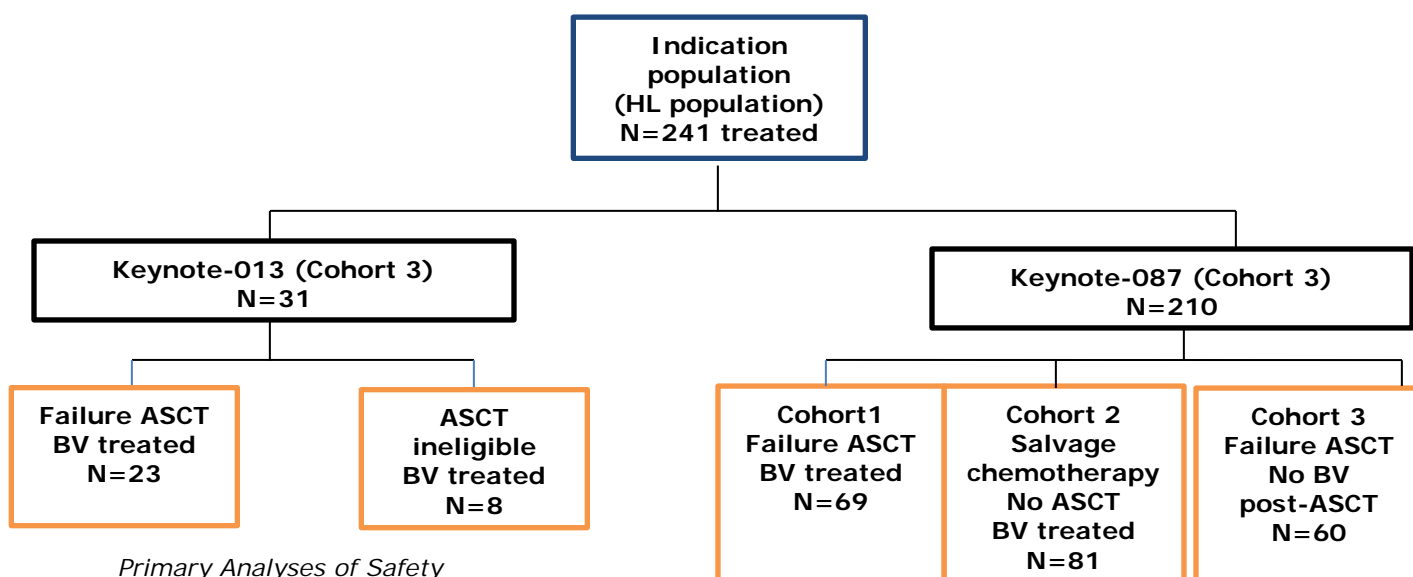 Indication
population
(HL population)
N=241 treated
Keynote-013 (Cohort 3)
N=31
Keynote-087 (Cohort 3)
N=210
Failure ASCT
BV treated
N=23
ASCT
ineligible
BV treated
N=8
Cohort1
Failure ASCT
BV treated
N=69
Cohort 2
Salvage
chemotherapy
No ASCT
BV treated
N=81
Cohort 3
Failure ASCT
No BV
post-ASCT
N=60
Primary Analyses of Safety